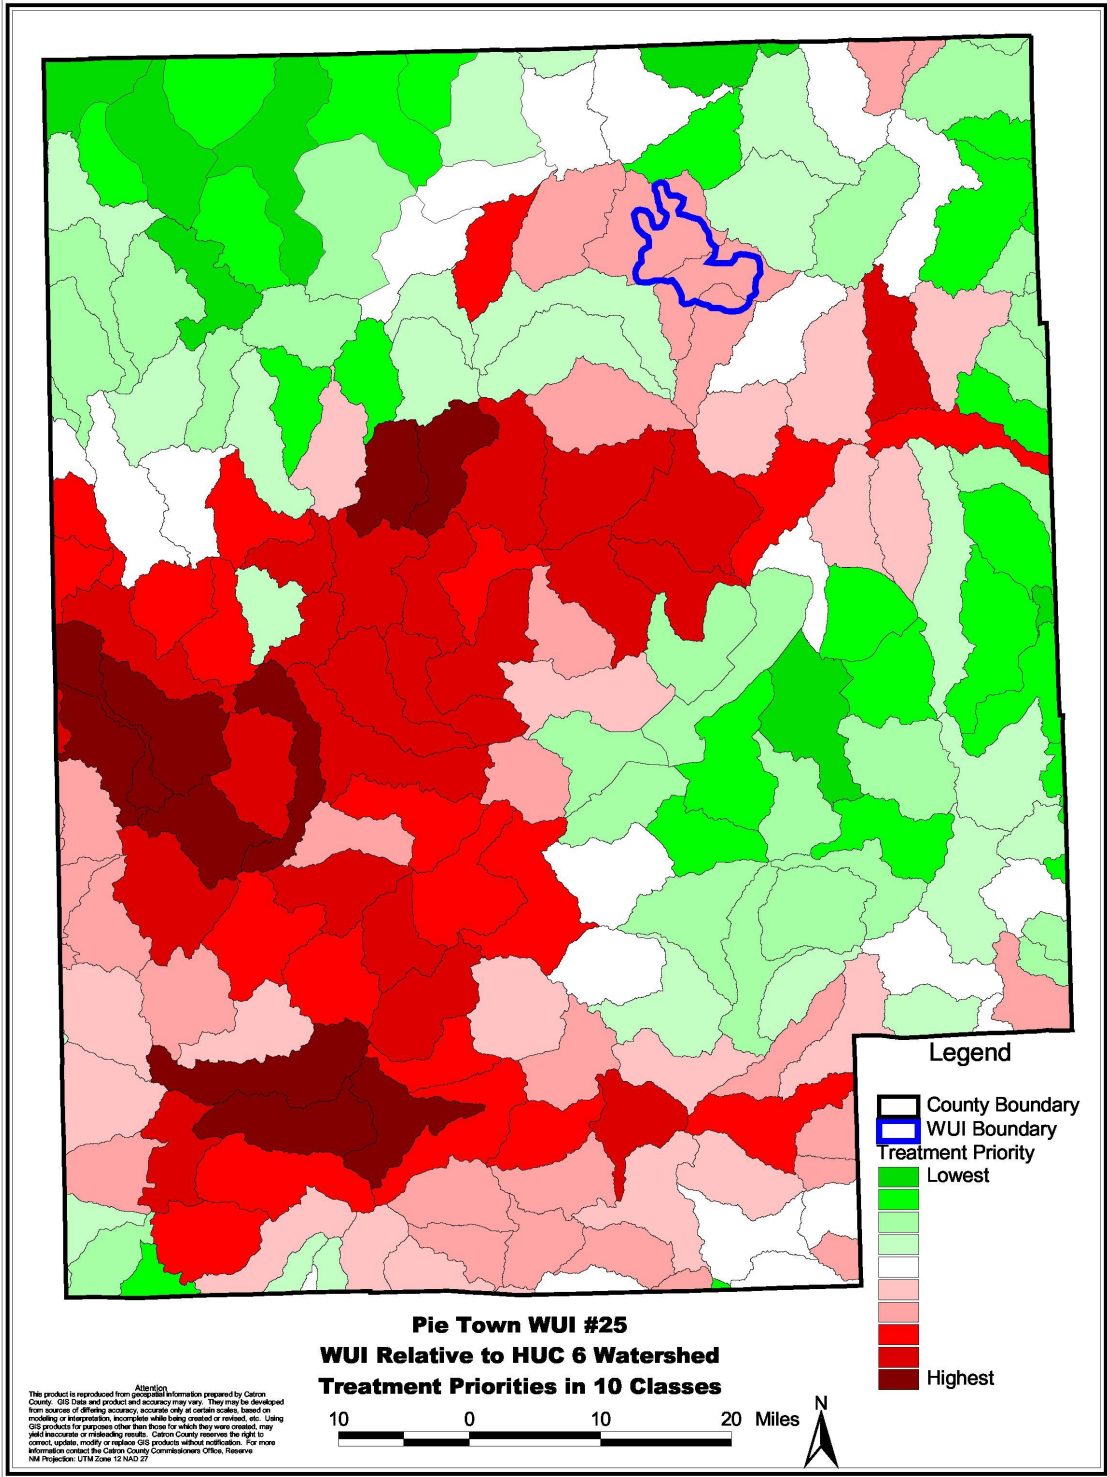 Legend
County Boundary
WUI Boundary
Treatment Priority
Lowest
Highest
Pie Town WUI #25
WUI Relative to HUC 6 Watershed
Treatment Priorities in 10 Classes
10 0 10 20 Miles
N
Attention
This product is reproduced from geospatial information prepared by Catron
County. GIS Data and product and accuracy may vary. They may be developed
from sources of differing accuracy, accurate only at certain scales, based on
modeling or interpretation, incomplete while being created or revised, etc. Using
GIS products for purposes other than those for which they were created, may
yield inaccurate or misleading results. Catron County reserves the right to
correct, update, modify or replace GIS products without notification. For more
information contact the Catron County Commissioners Office, Reserve
NM Projection: UTM Zone 12 NAD 27